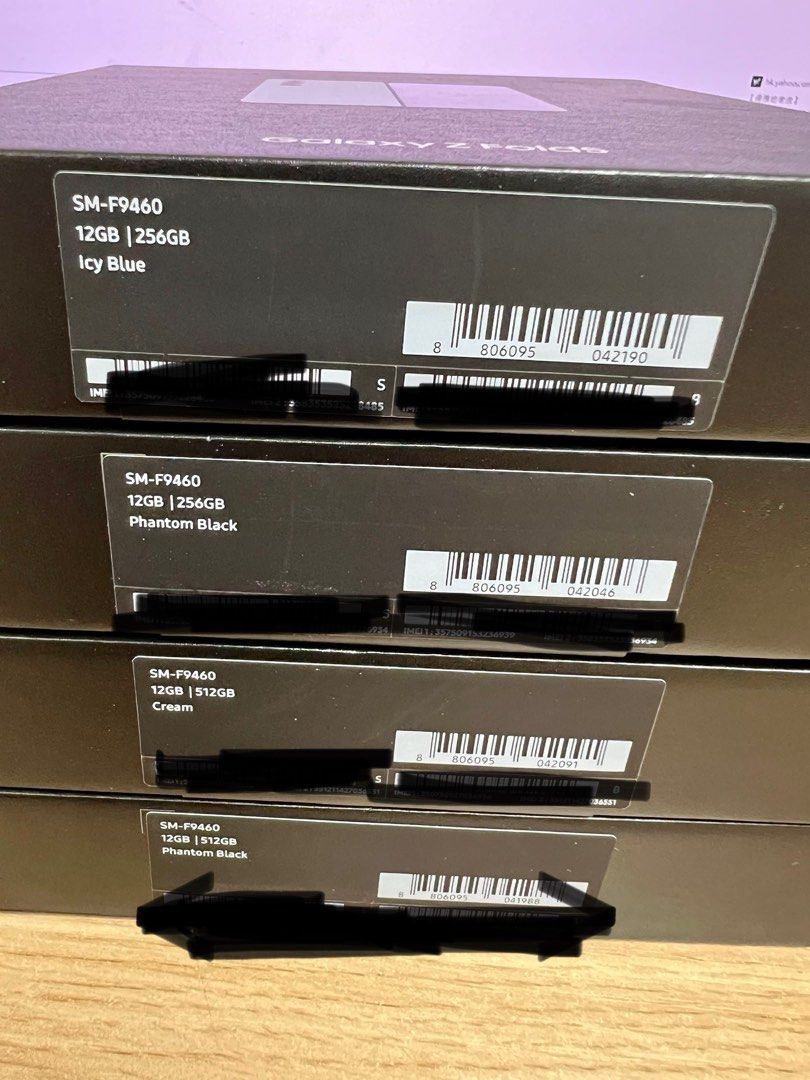 Galaxy Z Fold5
SM-F9460
12GB | 256GB
Icy Blue
8 806095 042190
S
SM-F9460
12GB | 256GB
Phantom Black
8 806095 042046
S
SM-F9460
12GB | 512GB
Cream
8 806095 042091
S
SM-F9460
12GB | 512GB
Phantom Black
8 806095 041988